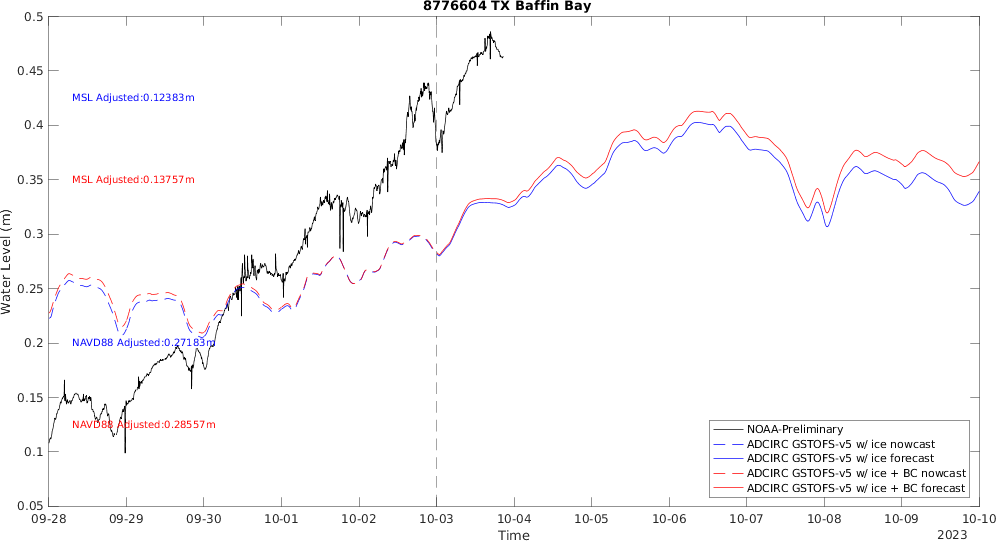 8776604 TX Baffin Bay
0.5
0.45
0.4
0.35
0.3
0.25
0.2
0.15
0.1
0.05
Water Level (m)
MSL Adjusted:0.12383m
MSL Adjusted:0.13757m
NAVD88 Adjusted:0.27183m
NAVD88 Adjusted:0.28557m
NOAA-Preliminary
ADCIRC GSTOFS-v5 w/ ice nowcast
ADCIRC GSTOFS-v5 w/ ice forecast
ADCIRC GSTOFS-v5 w/ ice + BC nowcast
ADCIRC GSTOFS-v5 w/ ice + BC forecast
09-28 09-29 09-30 10-01 10-02 10-03 10-04 10-05 10-06 10-07 10-08 10-09 10-10
Time
2023